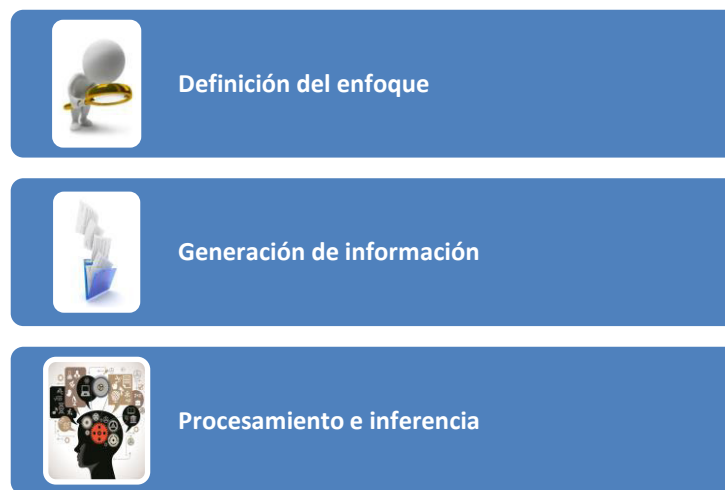 Definición del enfoque
Generación de información
Procesamiento e inferencia